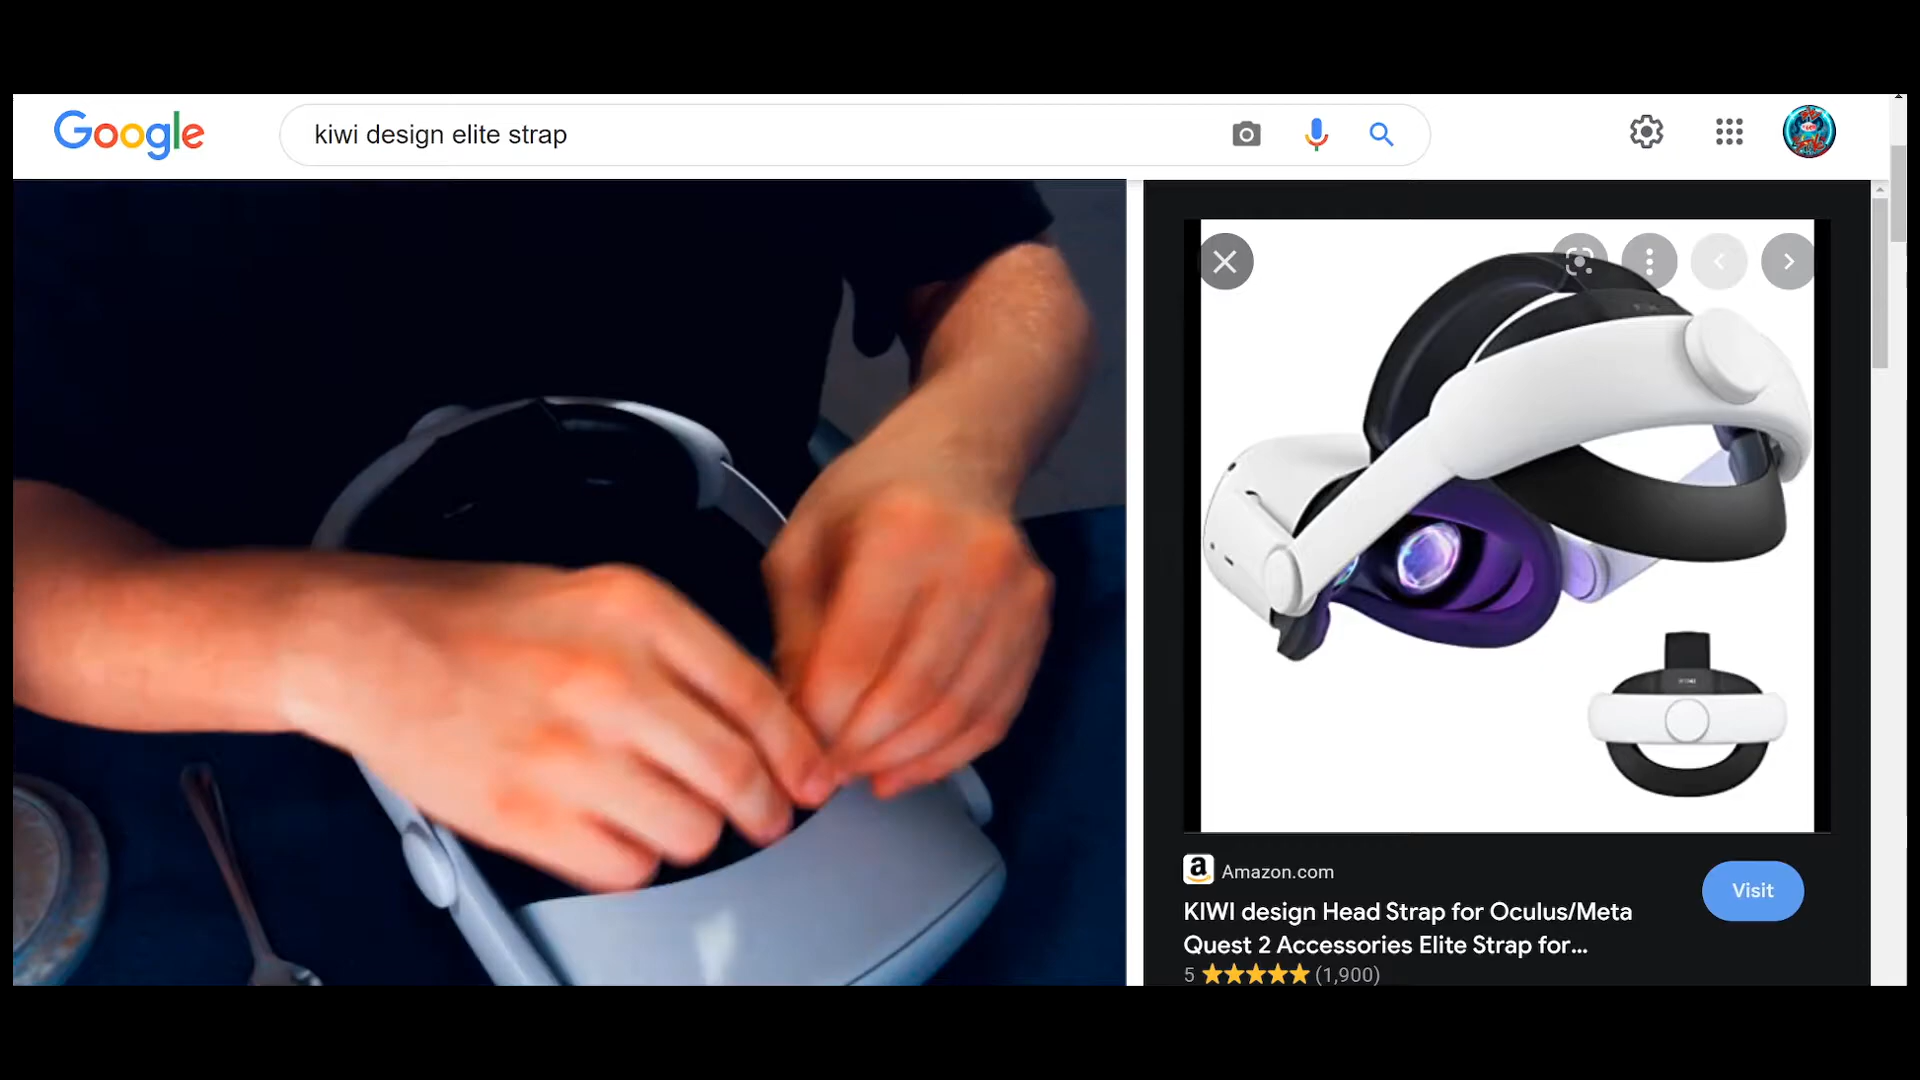 Google
kiwi design elite strap
Amazon.com
Visit
KIWI design Head Strap for Oculus/Meta
Quest 2 Accessories Elite Strap for...
5 (1,900)